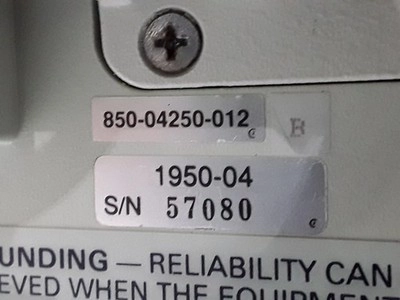 850-04250-012 B
1950-04
S/N 57080
UNDING — RELIABILITY CAN
EVED WHEN THE EQUIPMENT